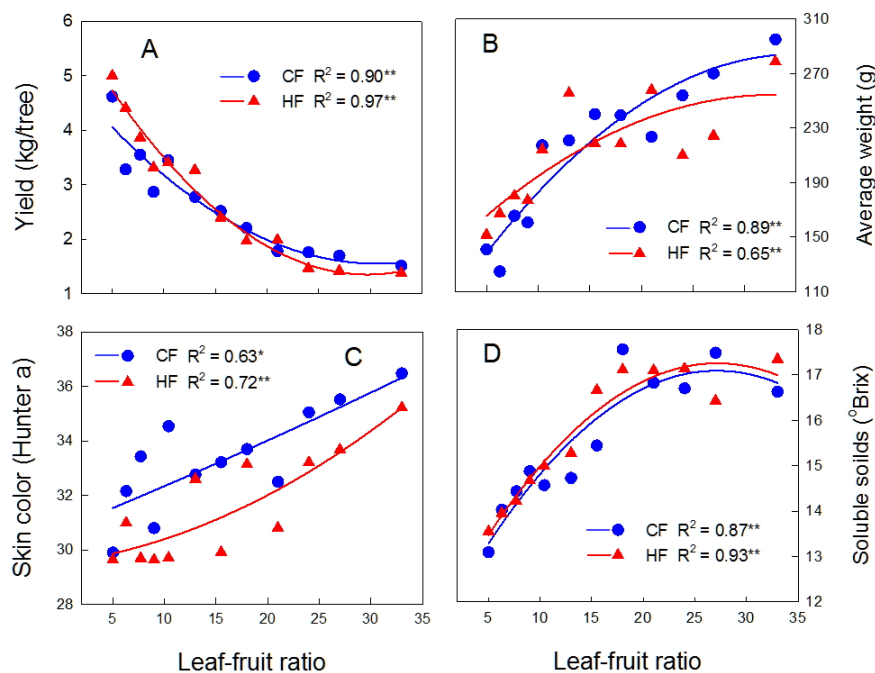 A
CF R² = 0.90**
HF R² = 0.97**
Yield (kg/tree)
6
5
4
3
2
1
B
CF R² = 0.89**
HF R² = 0.65**
310
270
230
190
150
110
Average weight (g)
C
CF R² = 0.63*
HF R² = 0.72**
Skin color (Hunter a)
38
36
34
32
30
28
5 10 15 20 25 30 35
Leaf-fruit ratio
D
CF R² = 0.87**
HF R² = 0.93**
18
17
16
15
14
13
12
Soluble soilds (°Brix)
5 10 15 20 25 30 35
Leaf-fruit ratio